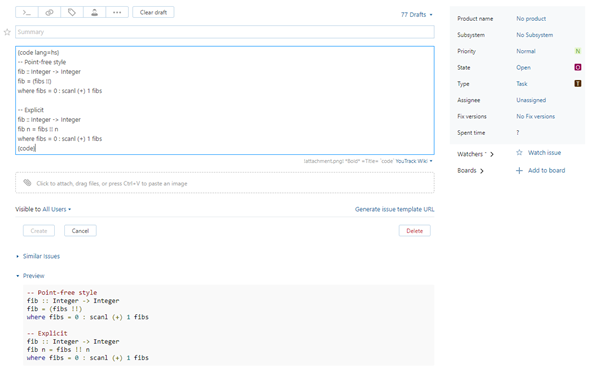 Clear draft
77 Drafts
Summary
{code lang=hs}
-- Point-free style
fib :: Integer -> Integer
fib = (fibs !!)
where fibs = 0 : scanl (+) 1 fibs
-- Explicit
fib :: Integer -> Integer
fib n = fibs !! n
where fibs = 0 : scanl (+) 1 fibs
{code}
!attachment.png! *Bold* =Title= `code` YouTrack Wiki
Click to attach, drag files, or press Ctrl+V to paste an image
Visible to All Users
Generate issue template URL
Create
Cancel
Delete
Similar Issues
Preview
-- Point-free style
fib :: Integer -> Integer
fib = (fibs !!)
where fibs = 0 : scanl (+) 1 fibs
-- Explicit
fib :: Integer -> Integer
fib n = fibs !! n
where fibs = 0 : scanl (+) 1 fibs
Product name No product
Subsystem No Subsystem
Priority Normal N
State Open O
Type Task T
Assignee Unassigned
Fix versions No Fix versions
Spent time ?
Watchers Watch issue
Boards Add to board